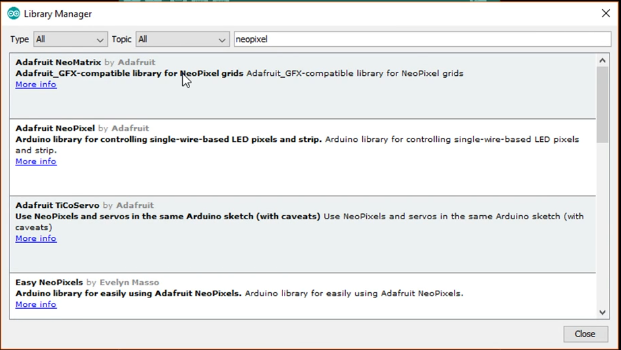 Library Manager
Type All Topic All neopixel
Adafruit NeoMatrix by Adafruit
Adafruit_GFX-compatible library for NeoPixel grids Adafruit_GFX-compatible library for NeoPixel grids
More info
Adafruit NeoPixel by Adafruit
Arduino library for controlling single-wire-based LED pixels and strip. Arduino library for controlling single-wire-based LED pixels
and strip.
More info
Adafruit TiCoServo by Adafruit
Use NeoPixels and servos in the same Arduino sketch (with caveats) Use NeoPixels and servos in the same Arduino sketch (with
caveats)
More info
Easy NeoPixels by Evelyn Masso
Arduino library for easily using Adafruit NeoPixels. Arduino library for easily using Adafruit NeoPixels.
More info
Close